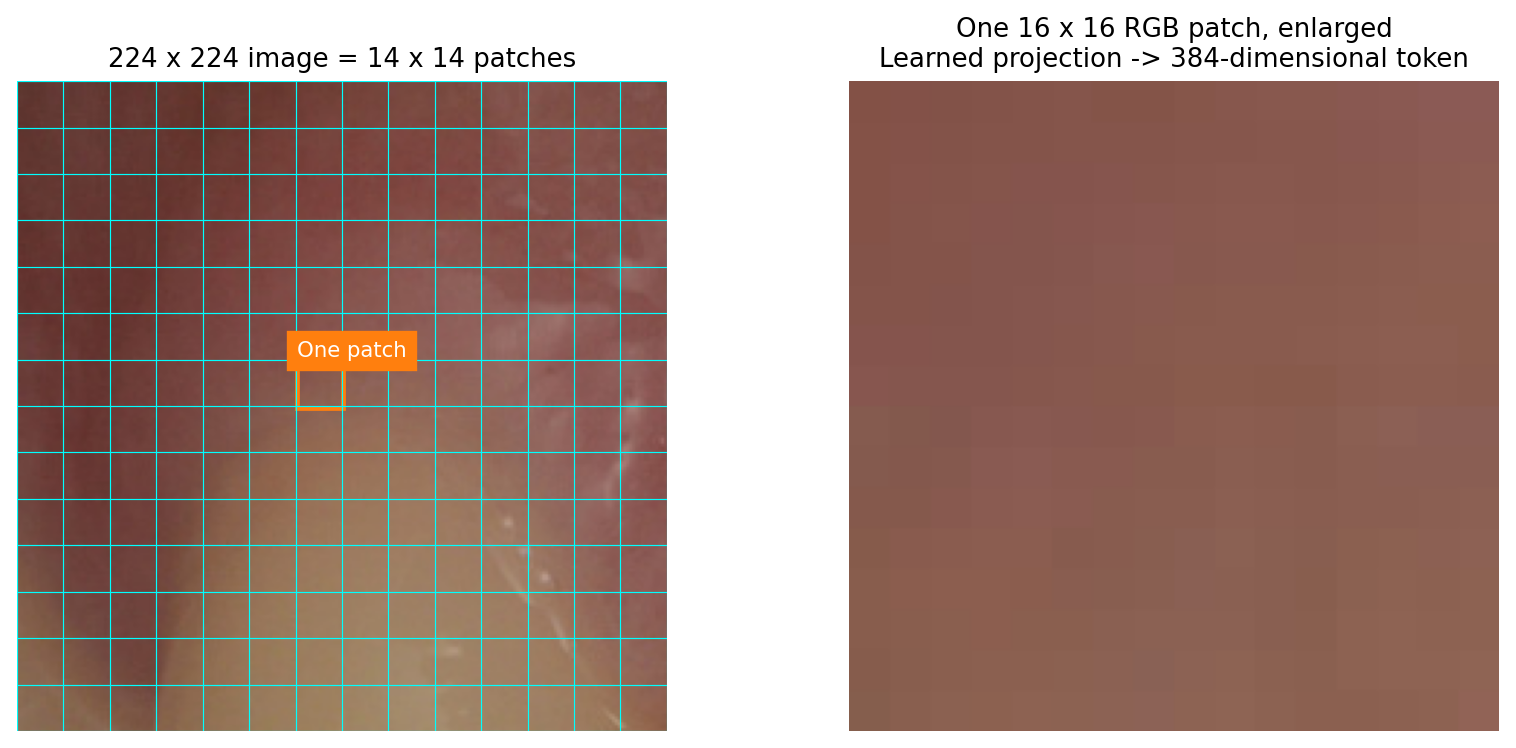 224 x 224 image = 14 x 14 patches
One 16 x 16 RGB patch, enlarged
Learned projection -> 384-dimensional token
One patch